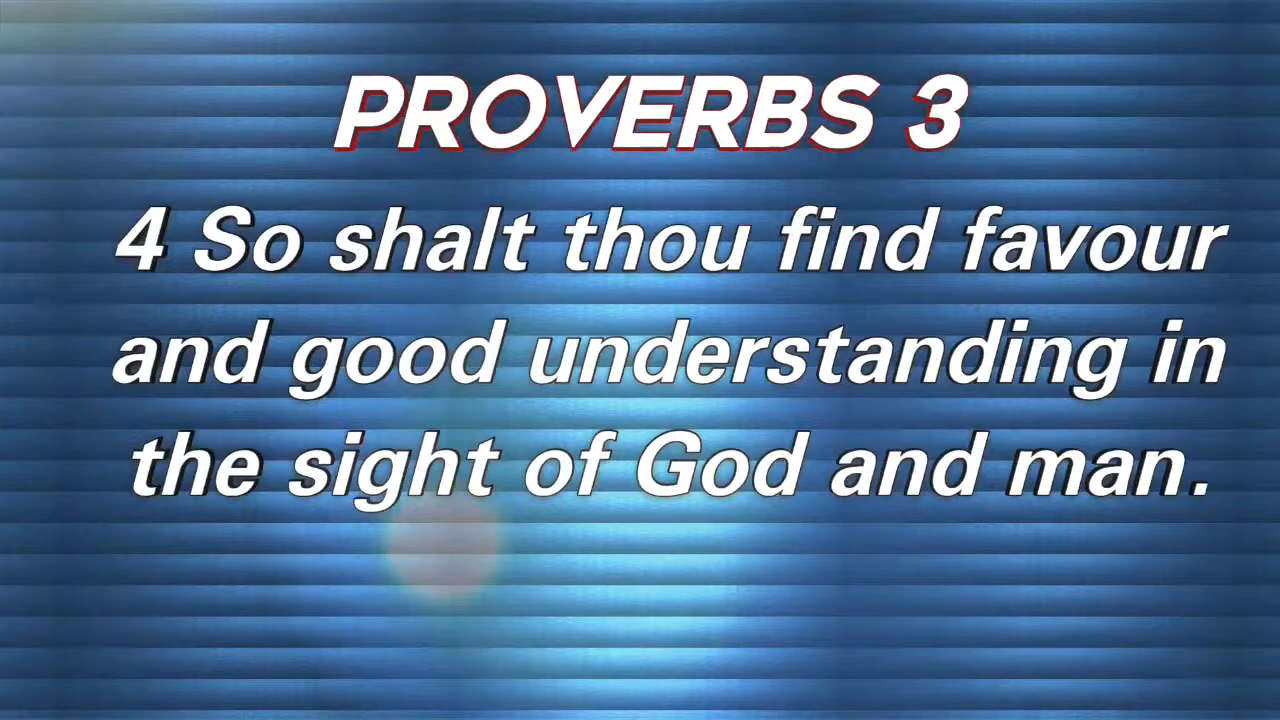 PROVERBS 3
4 So shalt thou find favour
and good understanding in
the sight of God and man.